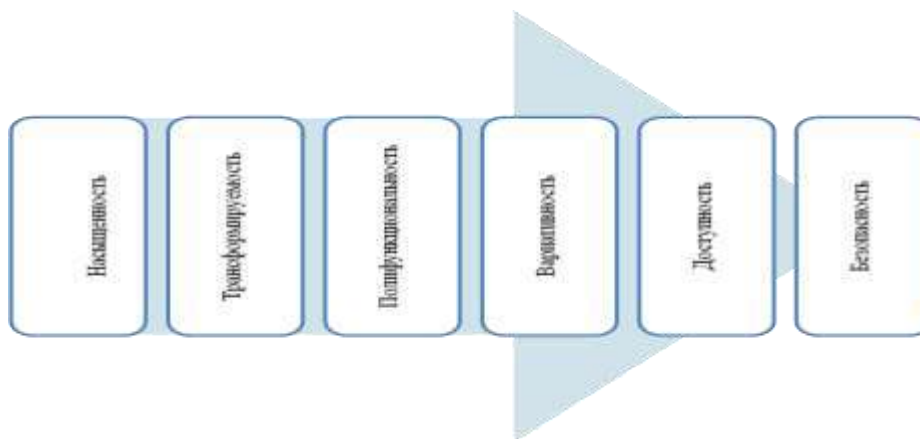 Насыщенность
Трансформируемость
Полифункциональность
Вариативность
Доступность
Безопасность